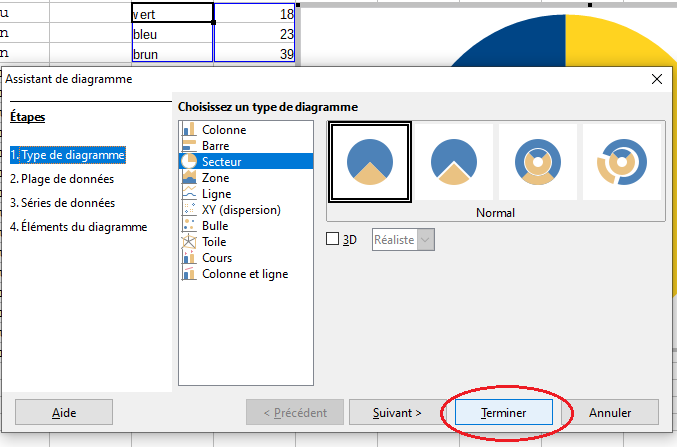 u vert 18
n bleu 23
n brun 39
Assistant de diagramme
Étapes
1. Type de diagramme
2. Plage de données
3. Séries de données
4. Éléments du diagramme
Choisissez un type de diagramme
Colonne
Barre
Secteur
Zone
Ligne
XY (dispersion)
Bulle
Toile
Cours
Colonne et ligne
Normal
3D Réaliste
Aide < Précédent Suivant > Terminer Annuler